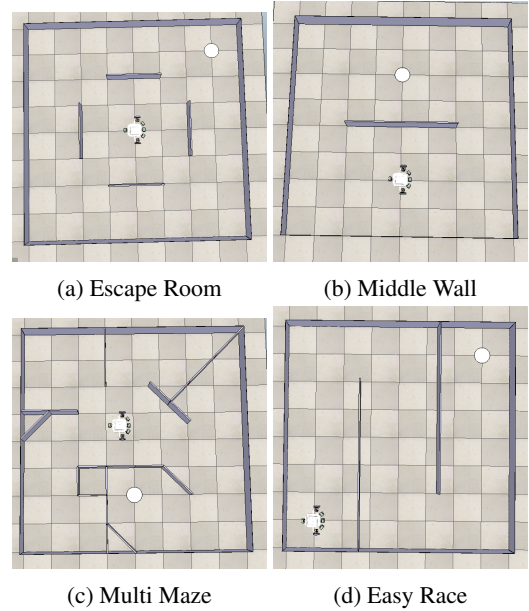 (a) Escape Room
(b) Middle Wall
(c) Multi Maze
(d) Easy Race